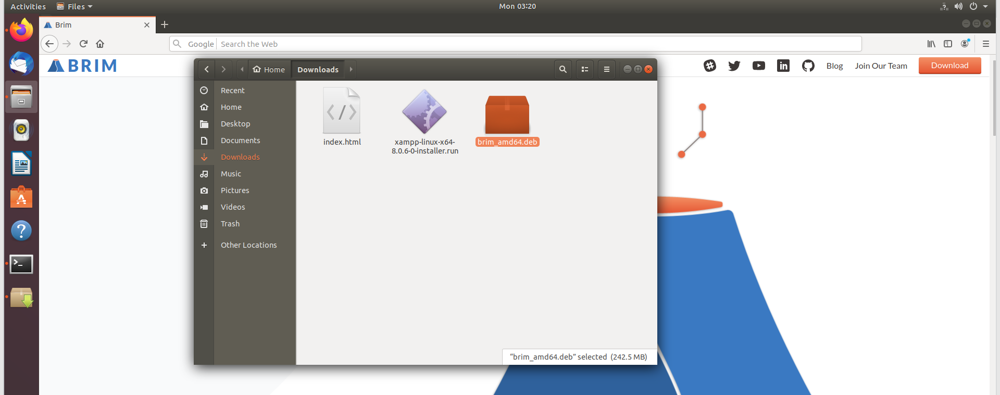 Activities
Files
Mon 03:20
Brim
Google
Search the Web
BRIM
Blog
Join Our Team
Download
Home
Downloads
Recent
Home
Desktop
Documents
Downloads
Music
Pictures
Videos
Trash
Other Locations
index.html
xampp-linux-x64-
8.0.6-0-installer.run
brim_amd64.deb
“brim_amd64.deb” selected (242.5 MB)